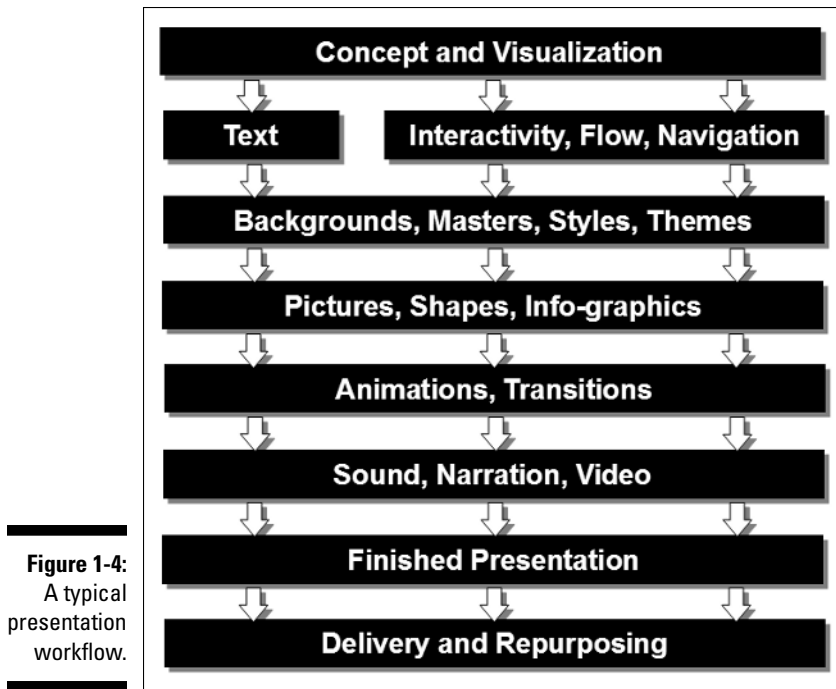 Concept and Visualization
Text
Interactivity, Flow, Navigation
Backgrounds, Masters, Styles, Themes
Pictures, Shapes, Info-graphics
Animations, Transitions
Sound, Narration, Video
Finished Presentation
Delivery and Repurposing
Figure 1-4:
A typical
presentation
workflow.